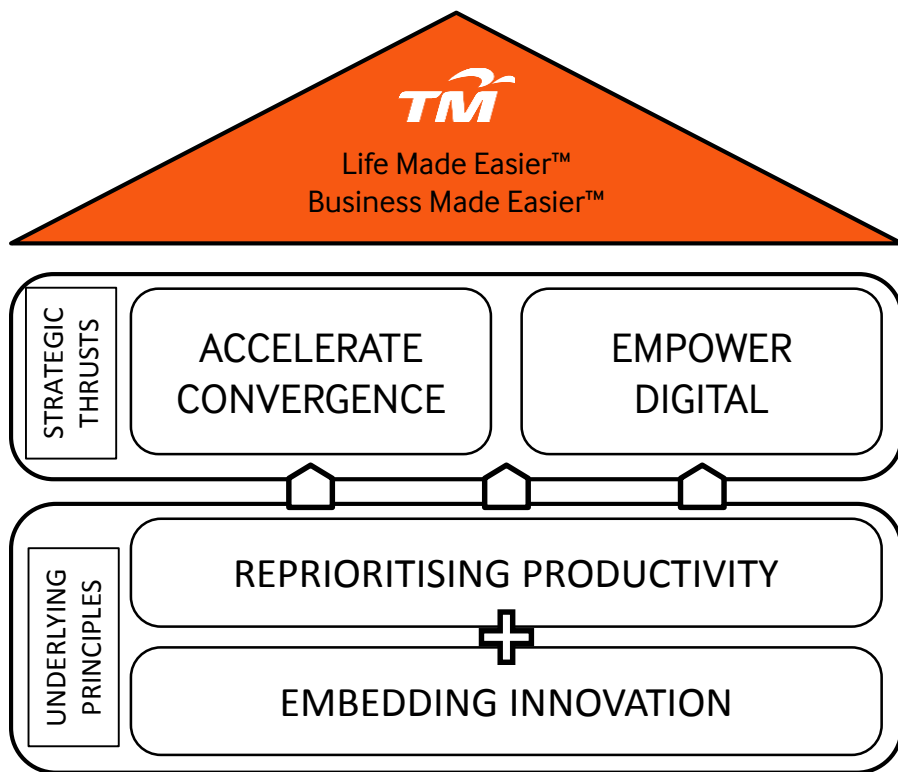 TM
Life Made Easier™
Business Made Easier™
STRATEGIC
THRUSTS
ACCELERATE
CONVERGENCE
EMPOWER
DIGITAL
UNDERLYING
PRINCIPLES
REPRIORITISING PRODUCTIVITY
EMBEDDING INNOVATION